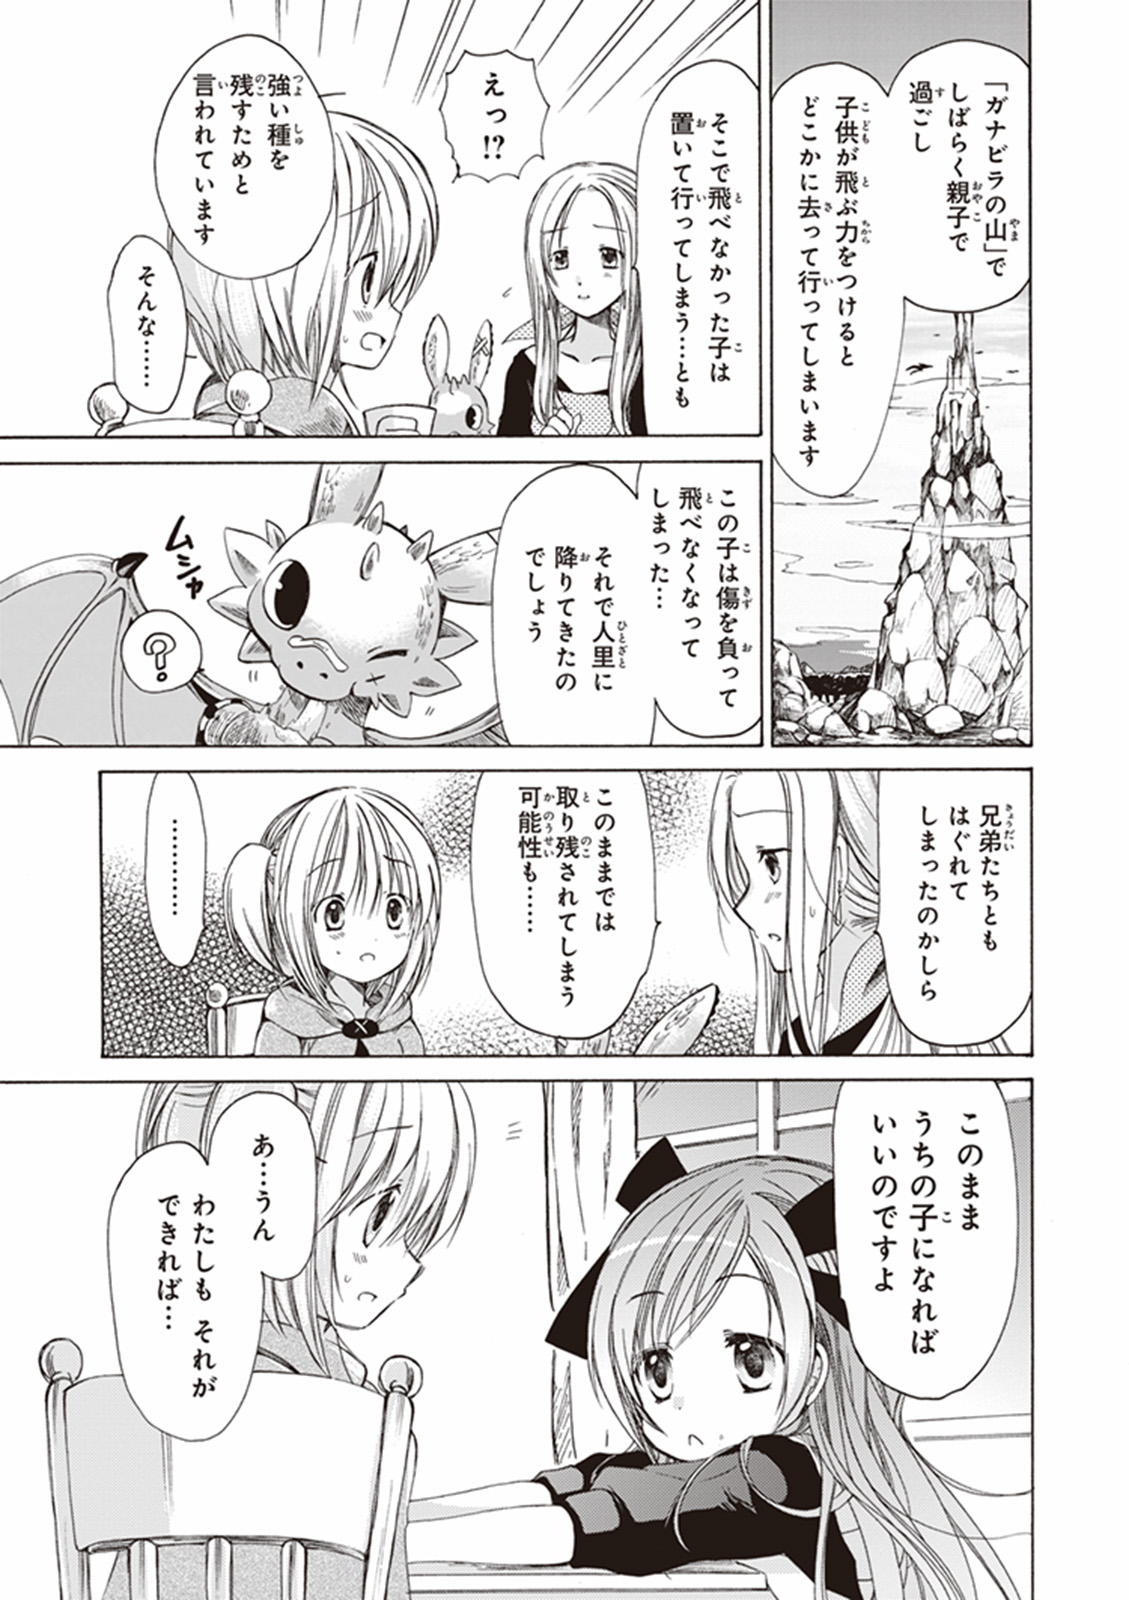 「ガナビラの山」で
しばらく親子で
過ごし
子供が飛ぶ力をつけると
どこかに去って行ってしまいます
そこで飛べなかった子は
置いて行ってしまう…とも
えっ!?
強い種を
残すためと
言われています
そんな………
この子は傷を負って
飛べなくなって
しまった…
それで人里に
降りてきたの
でしょう
ムシャ
?
兄弟たちとも
はぐれて
しまったのかしら
このままでは
取り残されてしまう
可能性も……
…………
このまま
うちの子になれば
いいのですよ
あ…うん
わたしも それが
できれば…